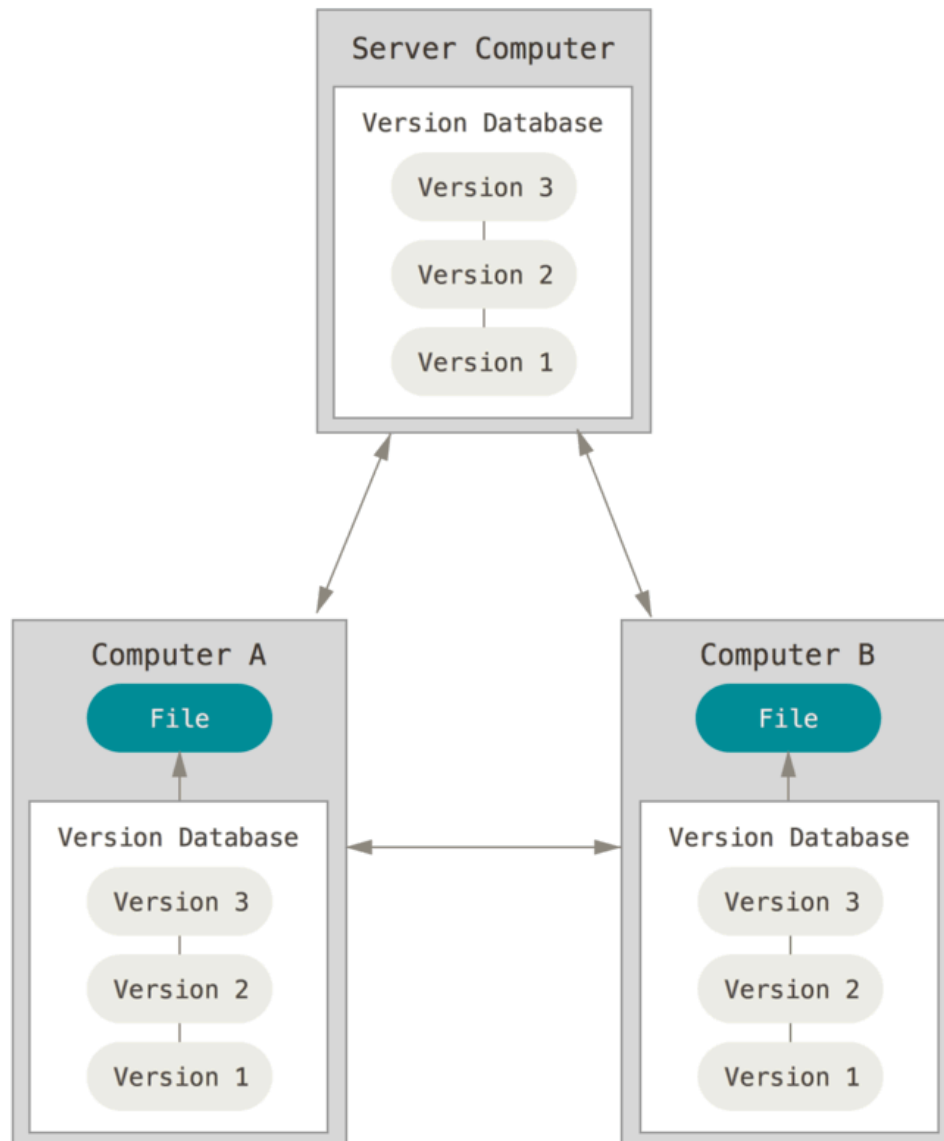 Server Computer
Version Database
Version 3
Version 2
Version 1
Computer A
File
Version Database
Version 3
Version 2
Version 1
Computer B
File
Version Database
Version 3
Version 2
Version 1